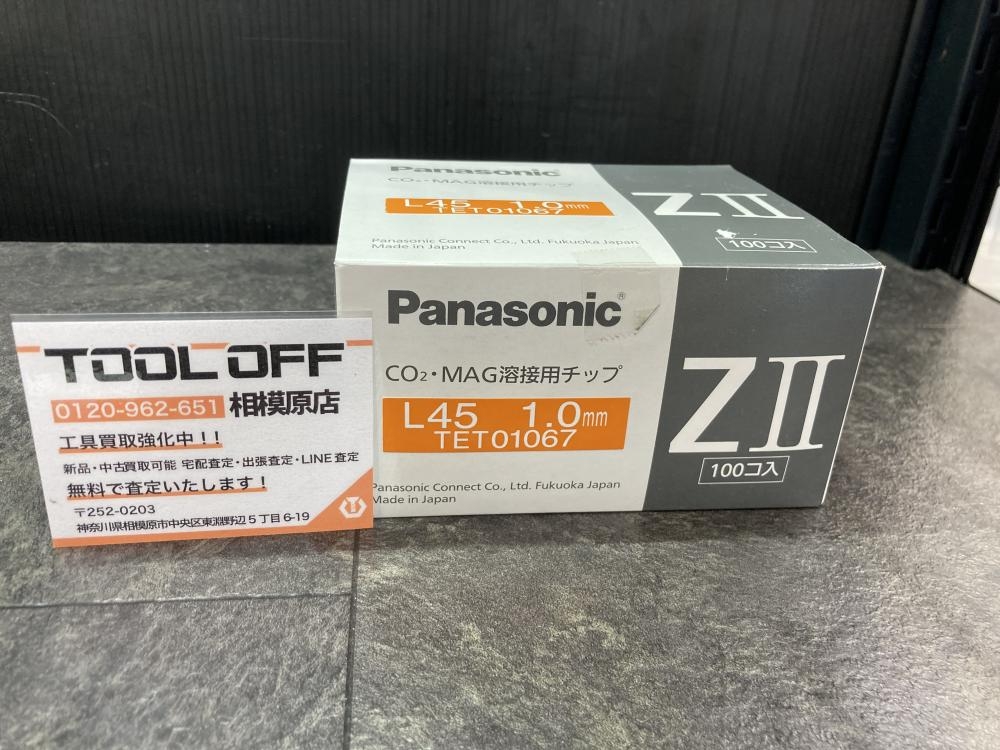 Panasonic
CO₂・MAG溶接用チップ
L45 1.0mm
TET01067
Panasonic Connect Co., Ltd. Fukuoka Japan
Made in Japan
ZII
100コ入
Panasonic®
CO₂・MAG溶接用チップ
L45 1.0mm
TET01067
Panasonic Connect Co., Ltd. Fukuoka Japan
Made in Japan
ZII
100コ入
TOOL OFF
0120-962-651 相模原店
工具買取強化中!!
新品・中古買取可能 宅配査定・出張査定・LINE査定
無料で査定いたします!
〒252-0203
神奈川県相模原市中央区東淵野辺5丁目6-19